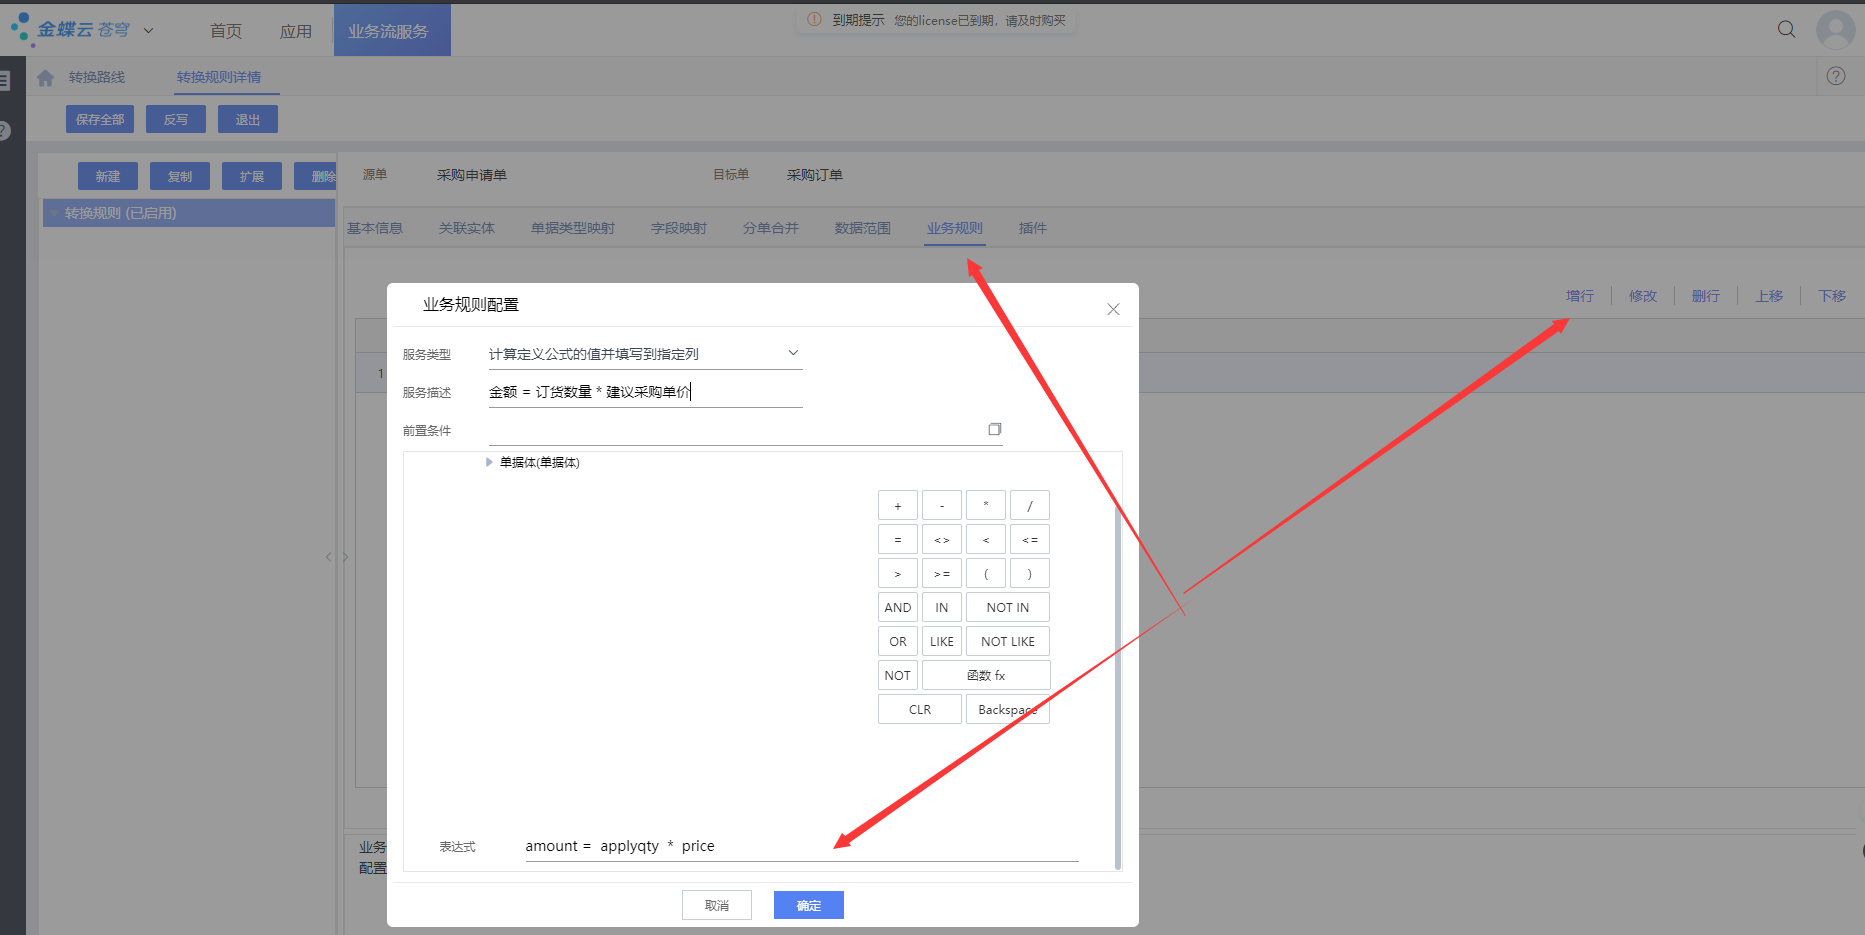 金蝶云 苍穹
首页
应用
业务流服务
到期提示 您的license已到期，请及时购买
转换路线
转换规则详情
保存全部
反写
退出
新建
复制
扩展
删除
源单
采购申请单
目标单
采购订单
转换规则 (已启用)
基本信息
关联实体
单据类型映射
字段映射
分单合并
数据范围
业务规则
插件
增行
修改
删行
上移
下移
1
业务规则配置
服务类型
计算定义公式的值并填写到指定列
服务描述
金额 = 订货数量 * 建议采购单价
前置条件
单据体(单据体)
+ - * /
= <> < <=
> >= ( )
AND IN NOT IN
OR LIKE NOT LIKE
NOT 函数 fx
CLR Backspace
表达式
amount = applyqty * price
业务
配置
取消
确定